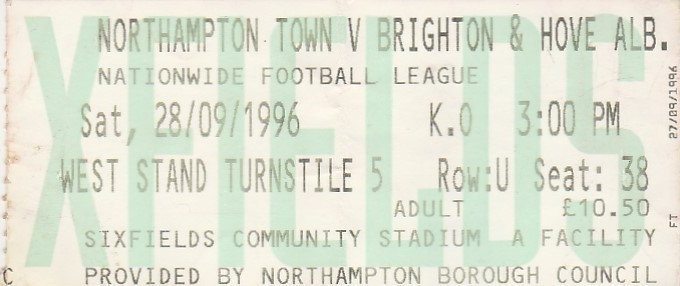 NORTHAMPTON TOWN V BRIGHTON & HOVE ALB.
NATIONWIDE FOOTBALL LEAGUE
Sat, 28/09/1996 K.O 3:00 PM
WEST STAND TURNSTILE 5 Row:U Seat: 38
ADULT £10.50
SIXFIELDS COMMUNITY STADIUM A FACILITY
C PROVIDED BY NORTHAMPTON BOROUGH COUNCIL
27/09/1996
FT
XFIELDS